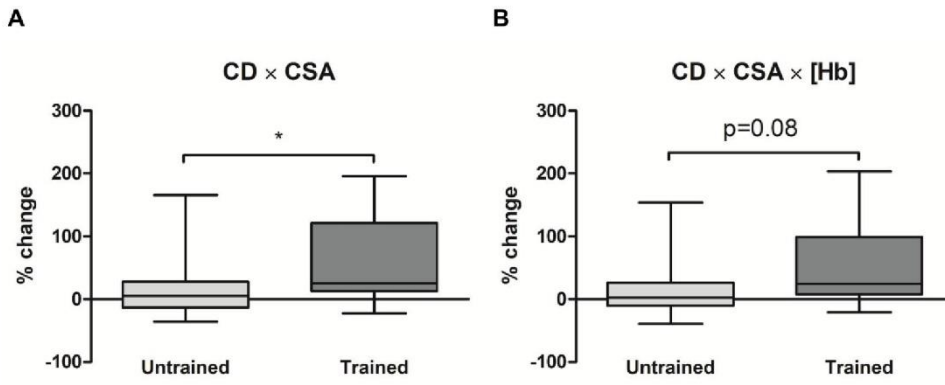 A
CD × CSA
% change
300
200
100
0
-100
*
Untrained
Trained
B
CD × CSA × [Hb]
% change
300
200
100
0
-100
p=0.08
Untrained
Trained